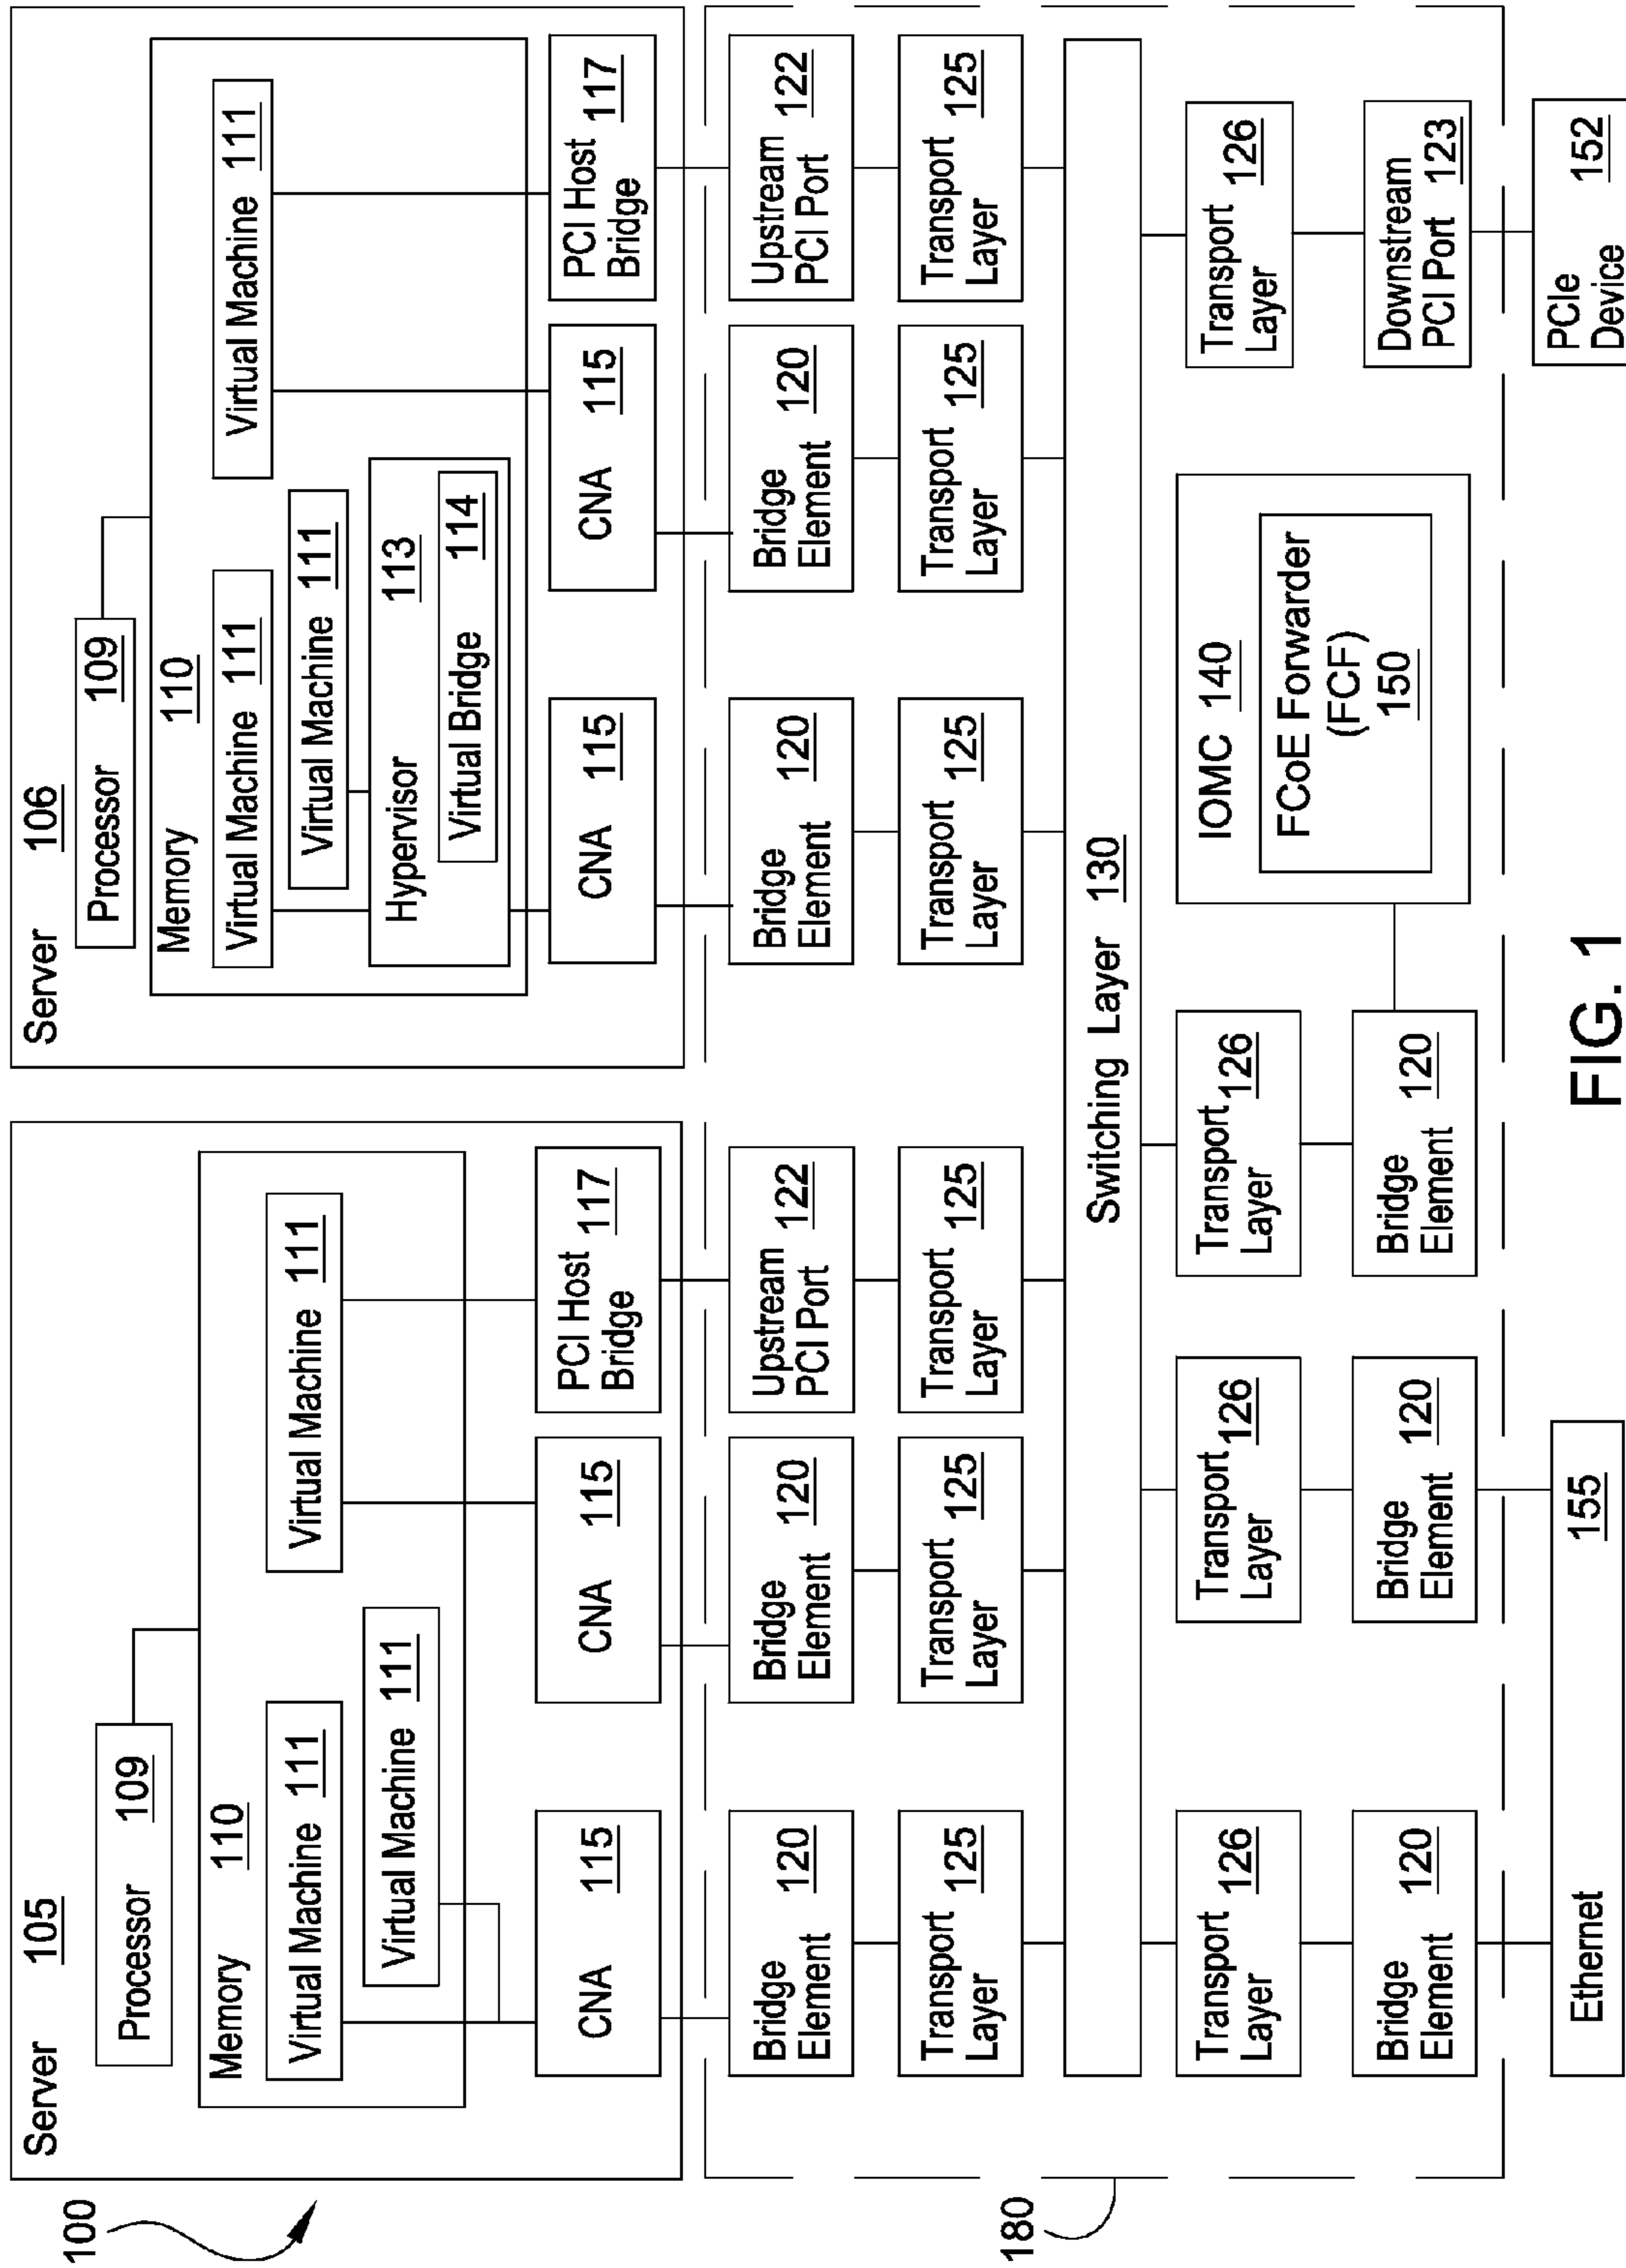 100
Server 105
Processor 109
Memory 110
Virtual Machine 111
Virtual Machine 111
Virtual Machine 111
CNA 115
CNA 115
PCI Host
Bridge 117
Server 106
Processor 109
Memory 110
Virtual Machine 111
Virtual Machine 111
Virtual Machine 111
Hypervisor 113
Virtual Bridge 114
CNA 115
CNA 115
PCI Host
Bridge 117
180
Bridge
Element 120
Bridge
Element 120
Upstream
PCI Port 122
Bridge
Element 120
Bridge
Element 120
Upstream
PCI Port 122
Transport
Layer 125
Transport
Layer 125
Transport
Layer 125
Transport
Layer 125
Transport
Layer 125
Transport
Layer 125
Switching Layer 130
Transport
Layer 126
Transport
Layer 126
Transport
Layer 126
IOMC 140
FCoE Forwarder
(FCF)
150
Transport
Layer 126
Bridge
Element 120
Bridge
Element 120
Bridge
Element 120
Downstream
PCI Port 123
Ethernet 155
PCIe
Device 152
FIG. 1